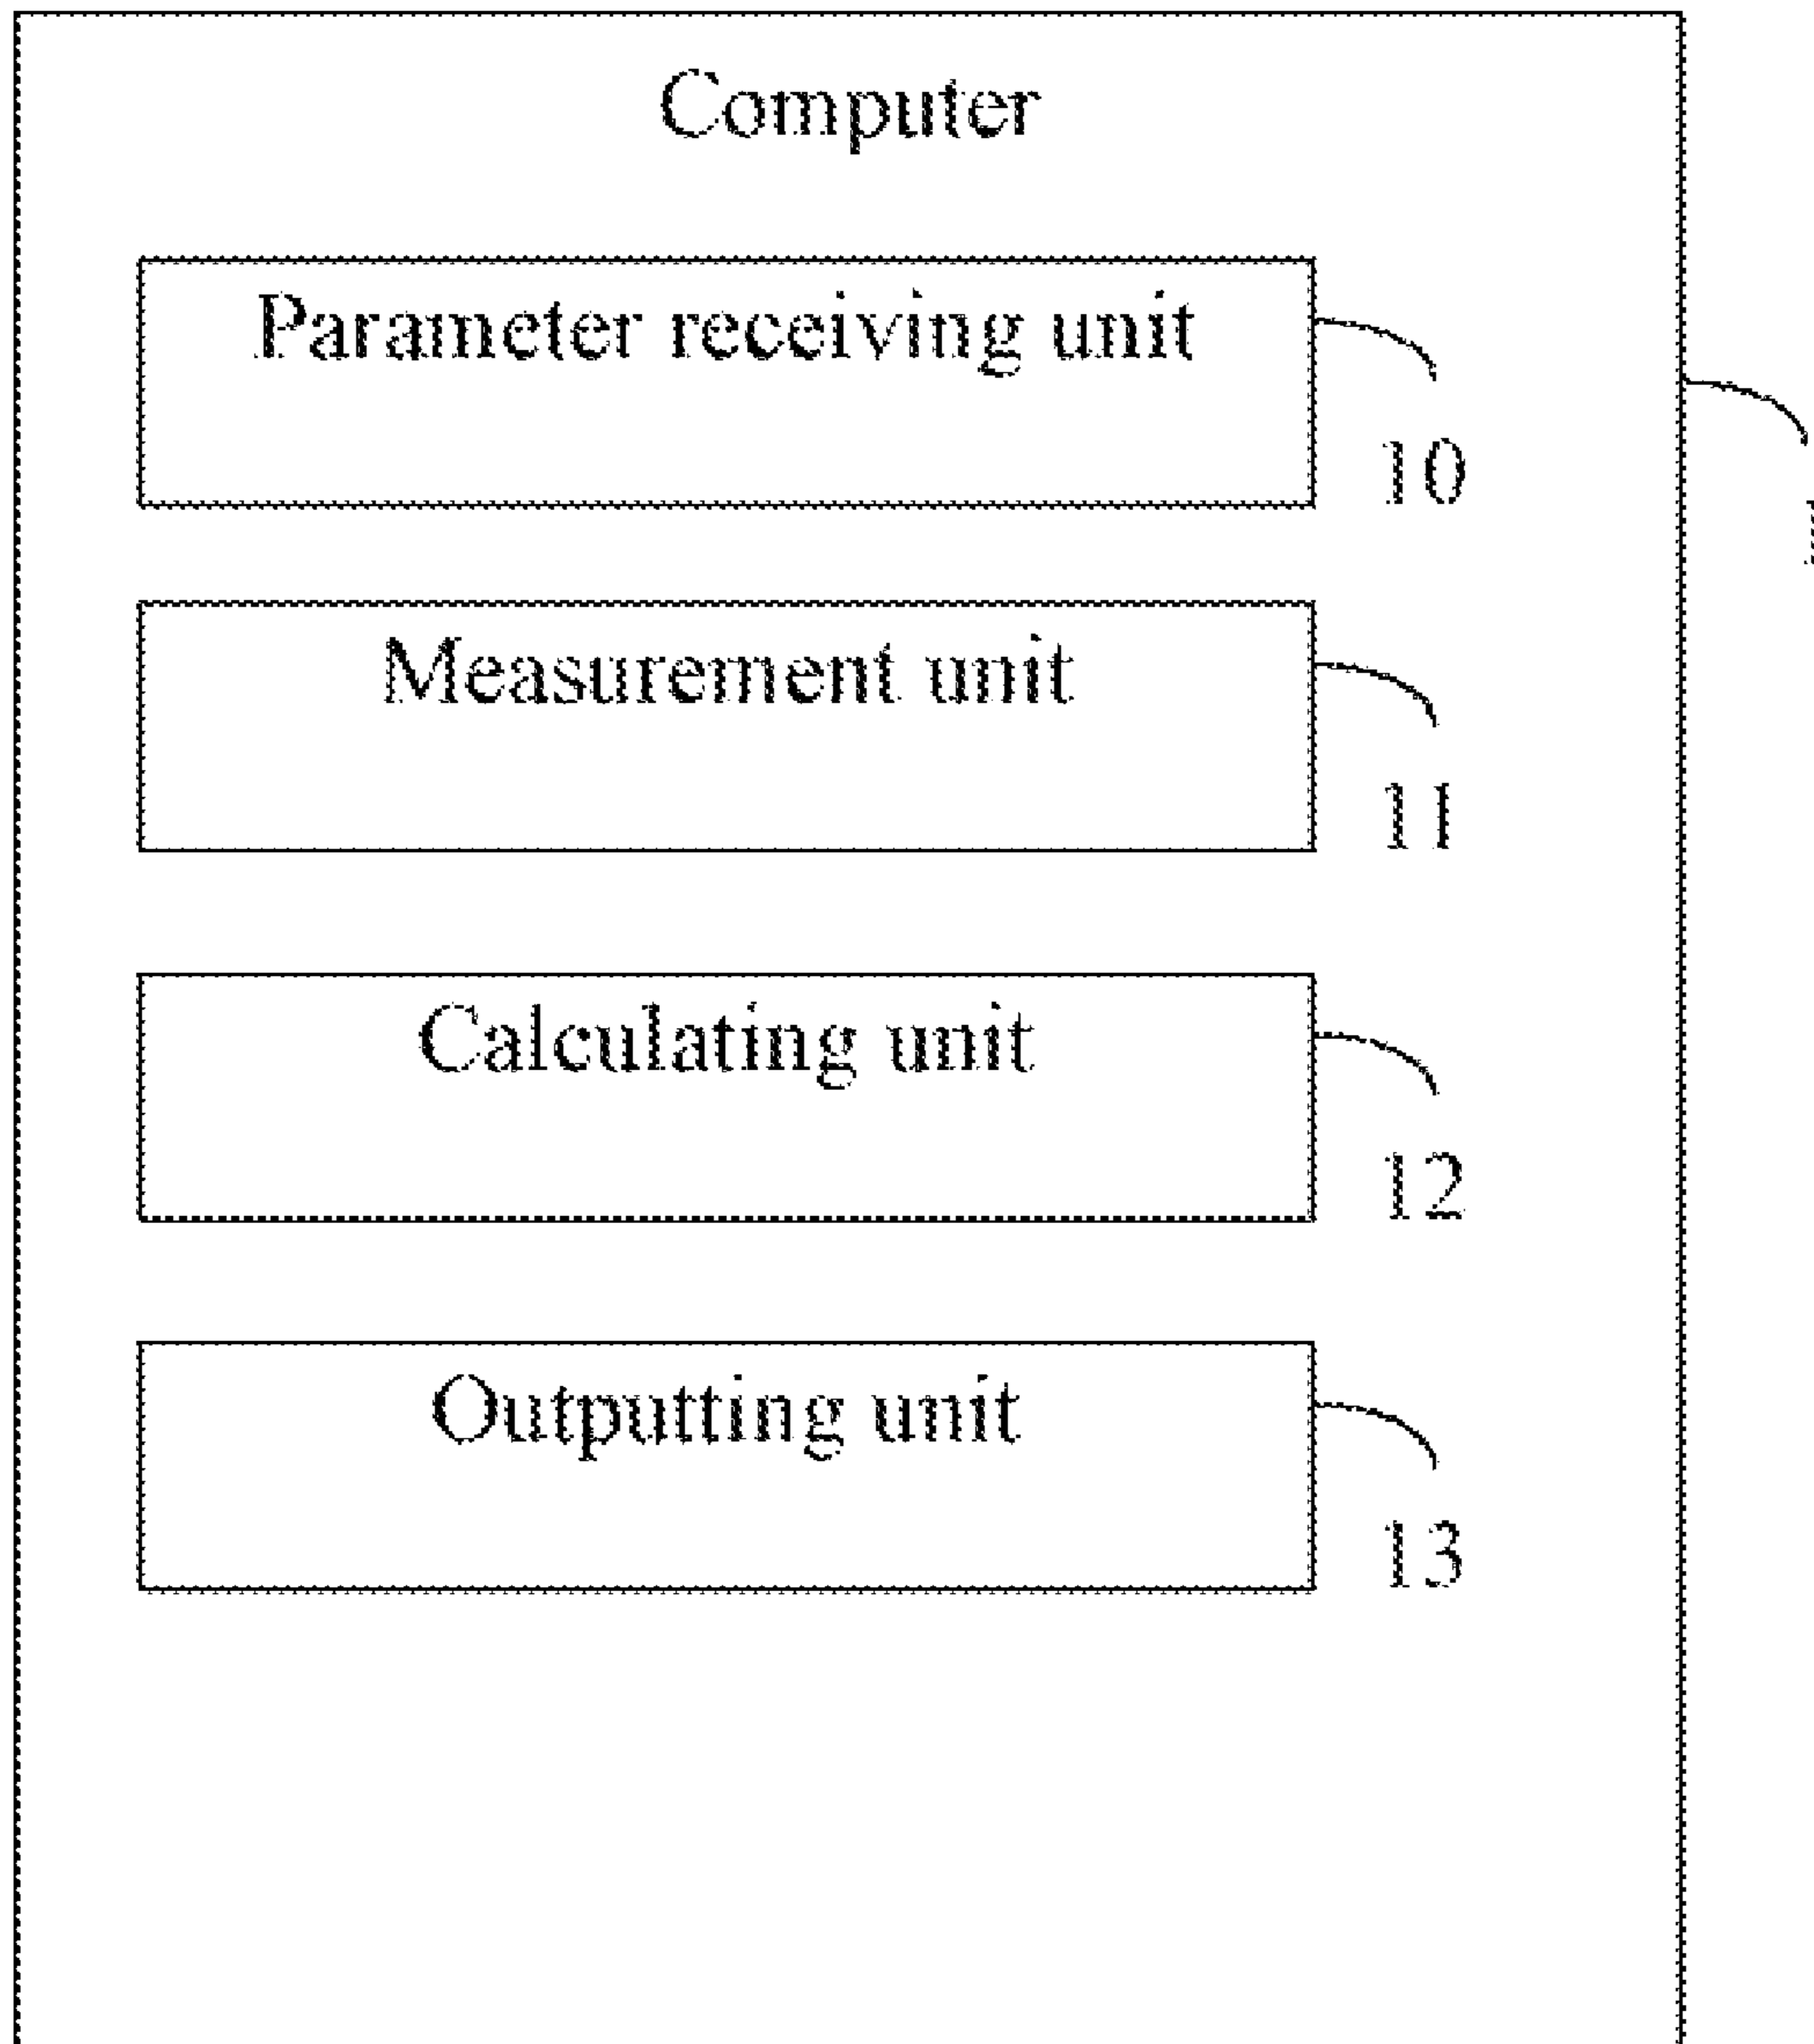 Computer
Parameter receiving unit
10
Measurement unit
11
Calculating unit
12
Outputting unit
13